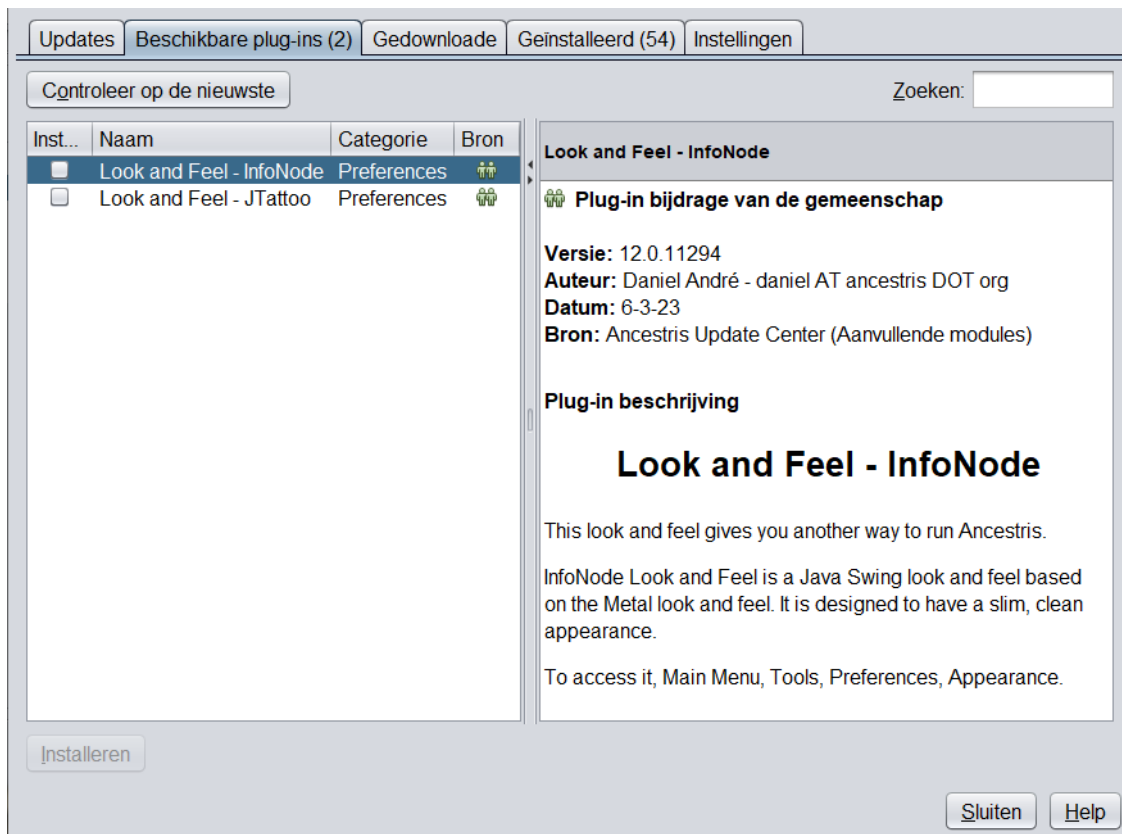 Updates Beschikbare plug-ins (2) Gedownloade Geïnstalleerd (54) Instellingen
Controleer op de nieuwste Zoeken:
Inst... Naam Categorie Bron
Look and Feel - InfoNode Preferences
Look and Feel - JTattoo Preferences
Look and Feel - InfoNode
Plug-in bijdrage van de gemeenschap
Versie: 12.0.11294
Auteur: Daniel André - daniel AT ancestris DOT org
Datum: 6-3-23
Bron: Ancestris Update Center (Aanvullende modules)
Plug-in beschrijving
Look and Feel - InfoNode
This look and feel gives you another way to run Ancestris.
InfoNode Look and Feel is a Java Swing look and feel based
on the Metal look and feel. It is designed to have a slim, clean
appearance.
To access it, Main Menu, Tools, Preferences, Appearance.
Installeren
Sluiten Help